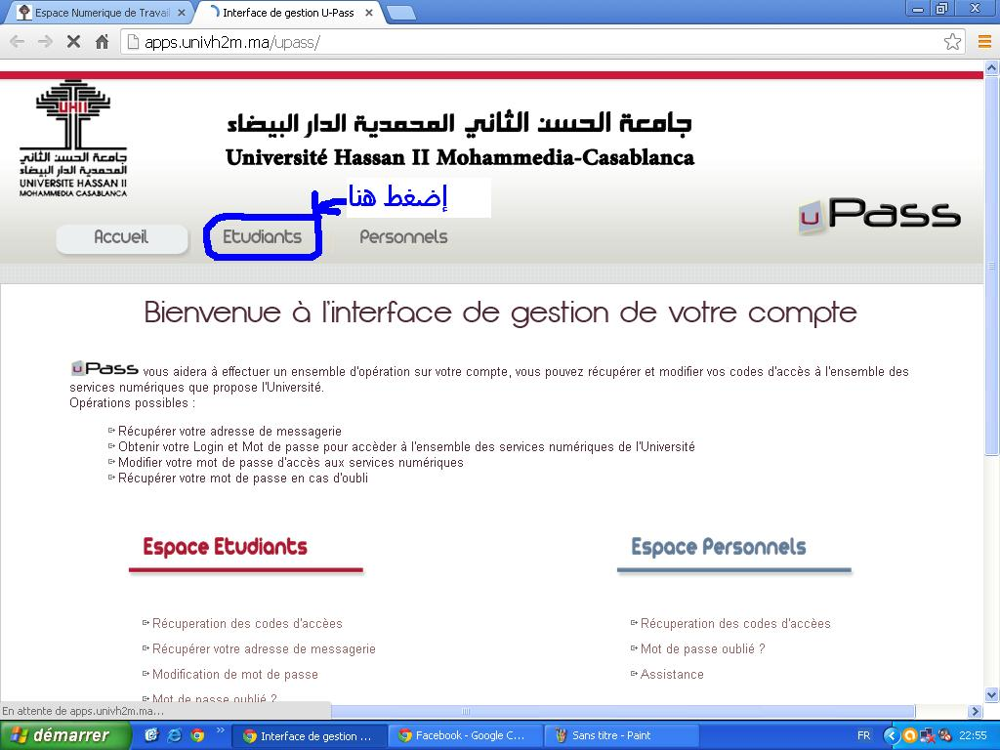 Espace Numerique de Travail
Interface de gestion U-Pass
apps.univh2m.ma/upass/
UHII
جامعة الحسن الثاني
المحمدية الدار البيضاء
UNIVERSITE HASSAN II
MOHAMMEDIA CASABLANCA
جامعة الحسن الثاني المحمدية الدار البيضاء
Université Hassan II Mohammedia-Casablanca
إضغط هنا
uPass
Accueil
Etudiants
Personnels
Bienvenue à l'interface de gestion de votre compte
uPass vous aidera à effectuer un ensemble d'opération sur votre compte, vous pouvez récupérer et modifier vos codes d'accès à l'ensemble des
services numériques que propose l'Université.
Opérations possibles :
Récupérer votre adresse de messagerie
Obtenir votre Login et Mot de passe pour accèder à l'ensemble des services numériques de l'Université
Modifier votre mot de passe d'accès aux services numériques
Récupérer votre mot de passe en cas d'oubli
Espace Etudiants
Récuperation des codes d'accèes
Récupérer votre adresse de messagerie
Modification de mot de passe
Mot de passe oublié ?
Espace Personnels
Récuperation des codes d'accèes
Mot de passe oublié ?
Assistance
En attente de apps.univh2m.ma...
démarrer
Interface de gestion ...
Facebook - Google C...
Sans titre - Paint
FR
22:55